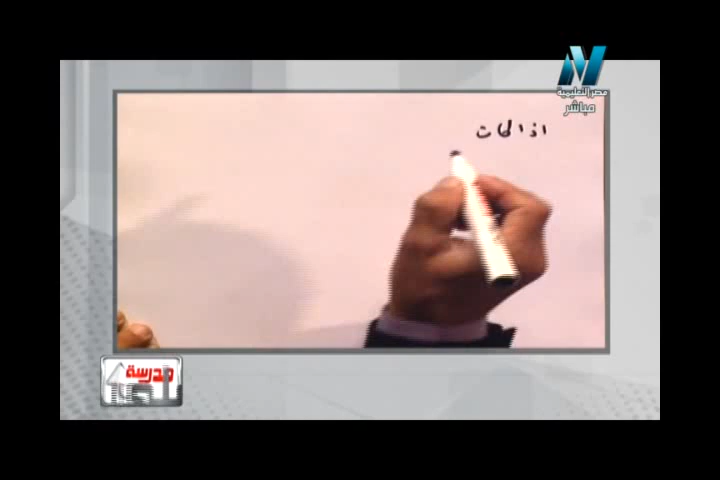 مصر التعليمية
مباشر
اذا كانت
مدرسة